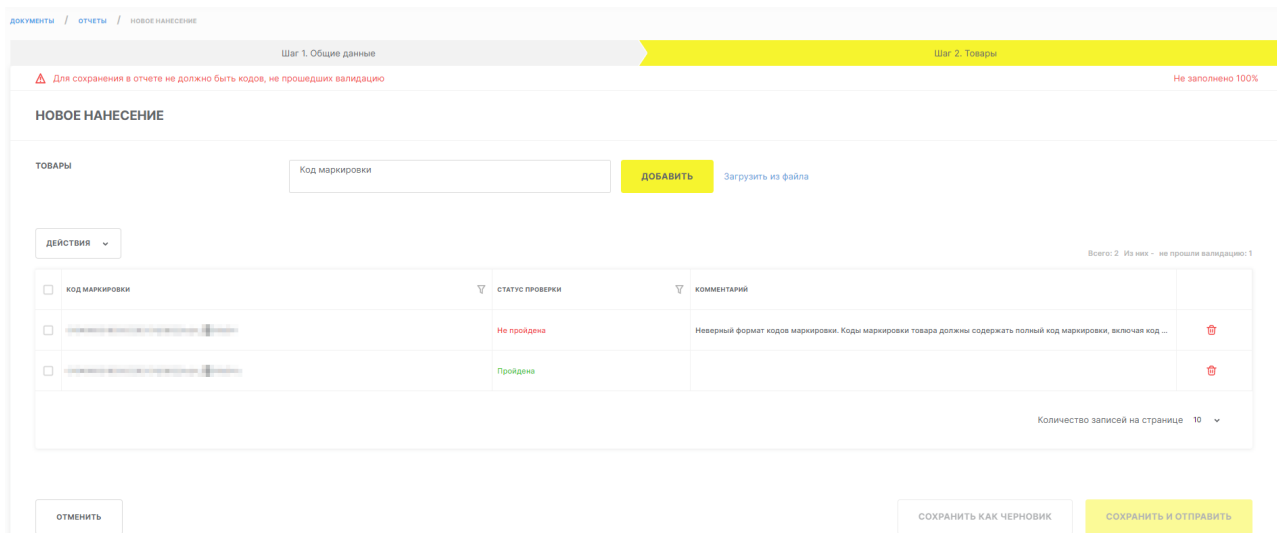 ДОКУМЕНТЫ / ОТЧЕТЫ / НОВОЕ НАНЕСЕНИЕ
Шаг 1. Общие данные
Шаг 2. Товары
Для сохранения в отчете не должно быть кодов, не прошедших валидацию
Не заполнено 100%
НОВОЕ НАНЕСЕНИЕ
ТОВАРЫ
Код маркировки
ДОБАВИТЬ
Загрузить из файла
ДЕЙСТВИЯ
Всего: 2 Из них - не прошли валидацию: 1
КОД МАРКИРОВКИ
СТАТУС ПРОВЕРКИ
КОММЕНТАРИЙ
Не пройдена
Неверный формат кодов маркировки. Коды маркировки товара должны содержать полный код маркировки, включая код ...
Пройдена
Количество записей на странице 10
ОТМЕНИТЬ
СОХРАНИТЬ КАК ЧЕРНОВИК
СОХРАНИТЬ И ОТПРАВИТЬ